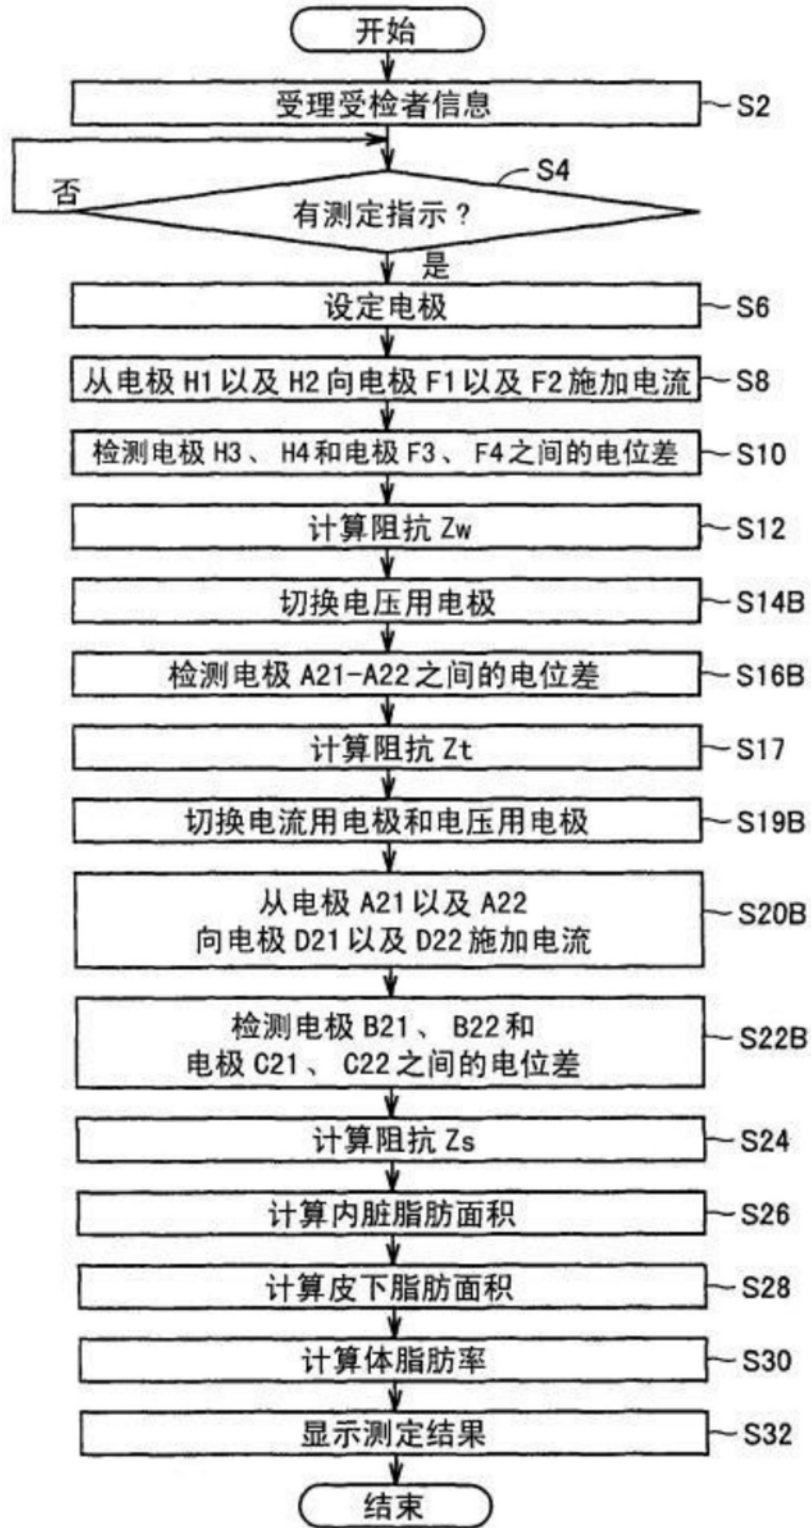 开始
受理受检者信息
S2
S4
否
有测定指示?
是
设定电极
S6
从电极 H1 以及 H2 向电极 F1 以及 F2 施加电流
S8
检测电极 H3、 H4 和电极 F3、 F4 之间的电位差
S10
计算阻抗 Zw
S12
切换电压用电极
S14B
检测电极 A21-A22 之间的电位差
S16B
计算阻抗 Zt
S17
切换电流用电极和电压用电极
S19B
从电极 A21 以及 A22
向电极 D21 以及 D22 施加电流
S20B
检测电极 B21、 B22 和
电极 C21、 C22 之间的电位差
S22B
计算阻抗 Zs
S24
计算内脏脂肪面积
S26
计算皮下脂肪面积
S28
计算体脂肪率
S30
显示测定结果
S32
结束